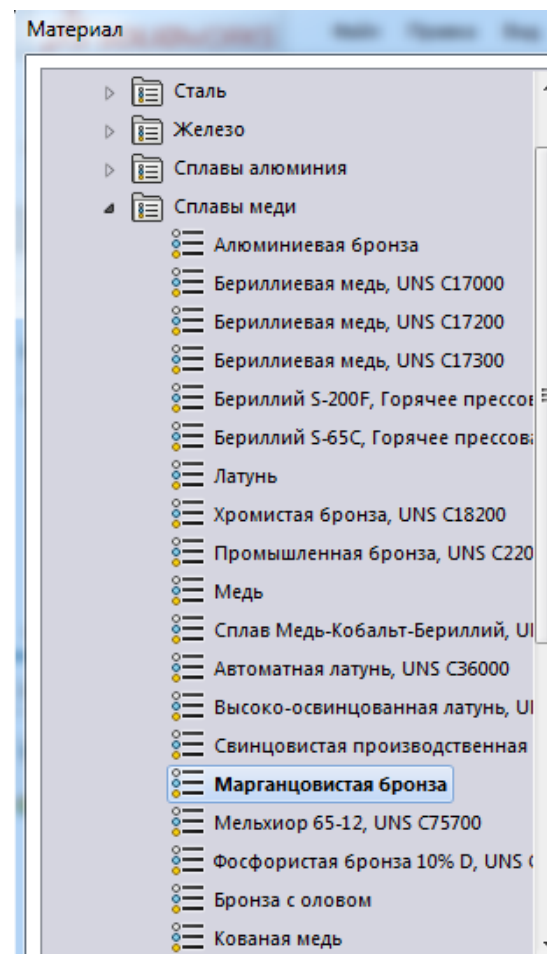 Материал
Сталь
Железо
Сплавы алюминия
Сплавы меди
Алюминиевая бронза
Бериллиевая медь, UNS C17000
Бериллиевая медь, UNS C17200
Бериллиевая медь, UNS C17300
Бериллий S-200F, Горячее
Бериллий S-65C, Горячее
Латунь
Хромистая бронза, UNS C18200
Промышленная бронза, UNS C220
Медь
Сплав Медь-Кобальт-Бериллий,
Автоматная латунь, UNS C36000
Высоко-освинцованная латунь,
Свинцовистая производственная
Марганцовистая бронза
Мельхиор 65-12, UNS C75700
Фосфористая бронза 10% D, UNS
Бронза с оловом
Кованая медь